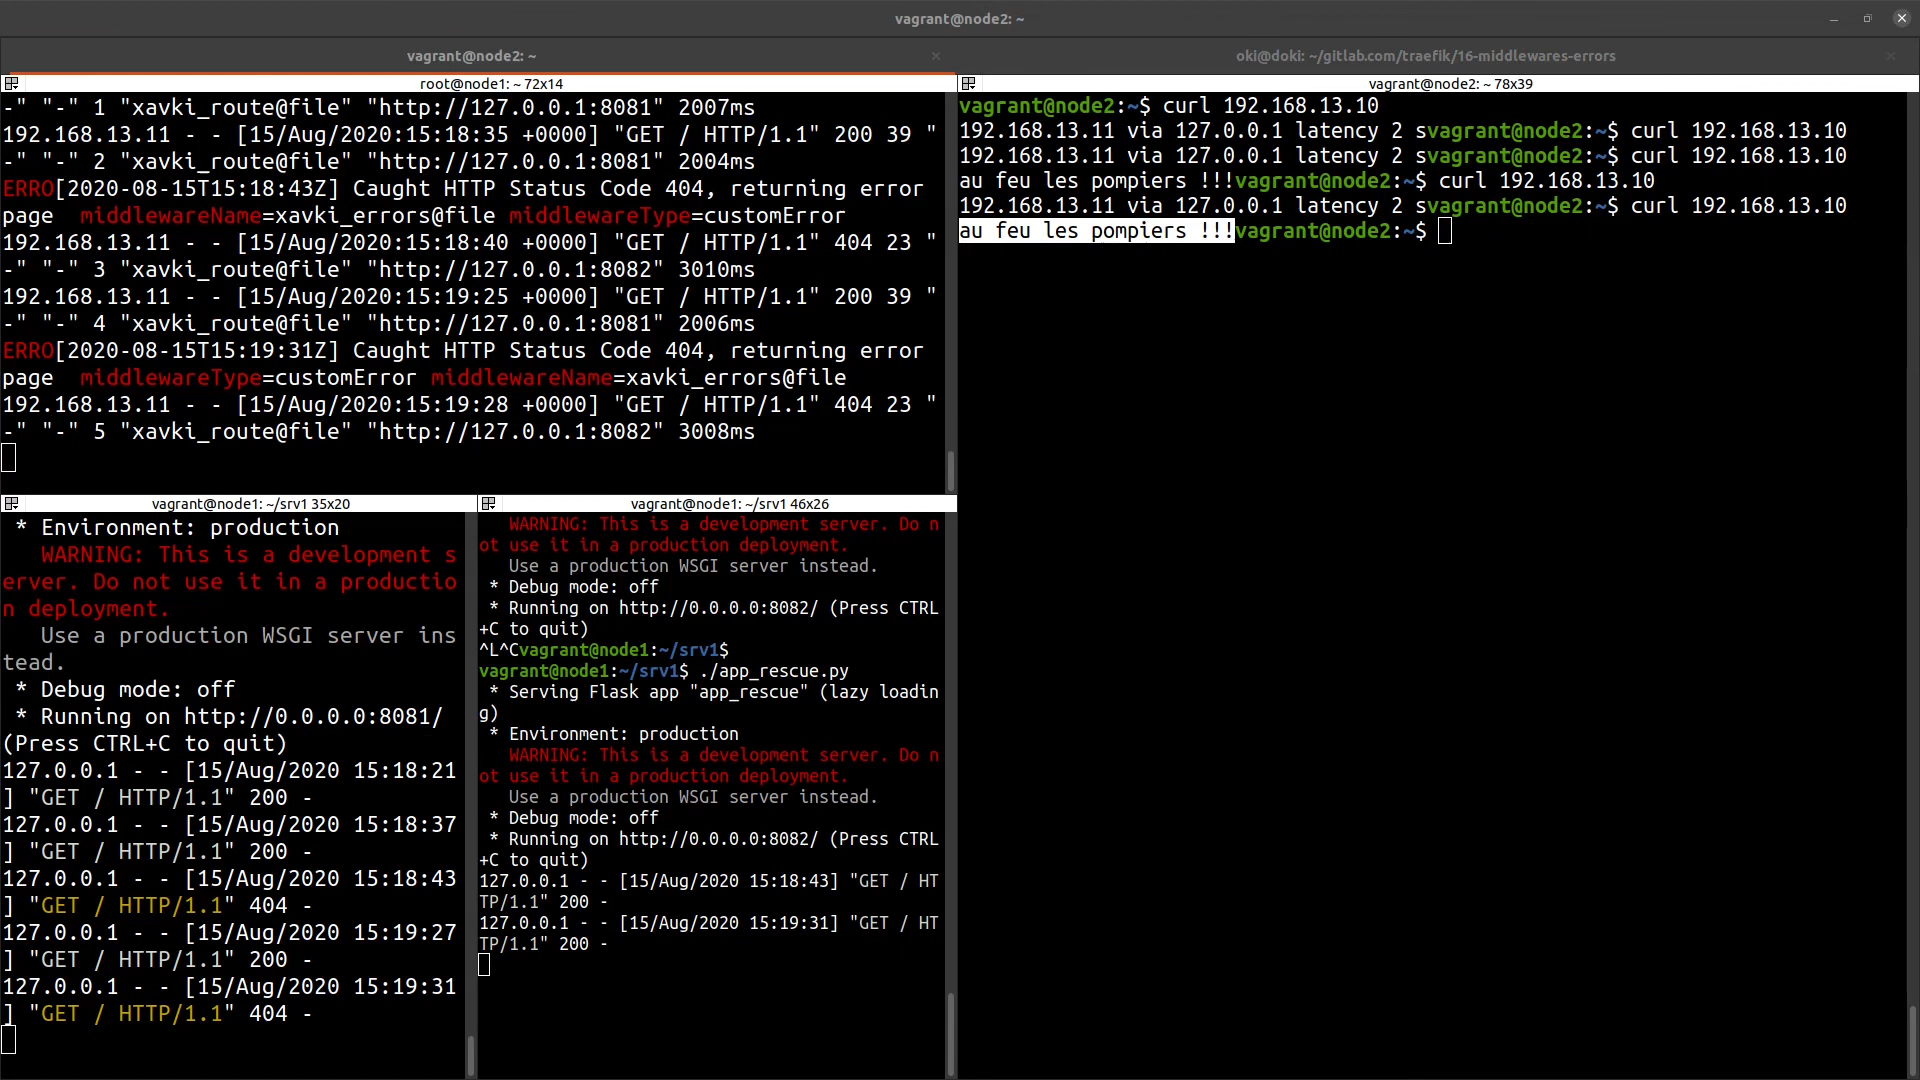 vagrant@node2: ~
vagrant@node2: ~
oki@doki: ~/gitlab.com/traefik/16-middlewares-errors
root@node1: ~ 72x14
-" "-" 1 "xavki_route@file" "http://127.0.0.1:8081" 2007ms
192.168.13.11 - - [15/Aug/2020:15:18:35 +0000] "GET / HTTP/1.1" 200 39 "
-" "-" 2 "xavki_route@file" "http://127.0.0.1:8081" 2004ms
ERRO[2020-08-15T15:18:43Z] Caught HTTP Status Code 404, returning error
page  middlewareName=xavki_errors@file middlewareType=customError
192.168.13.11 - - [15/Aug/2020:15:18:40 +0000] "GET / HTTP/1.1" 404 23 "
-" "-" 3 "xavki_route@file" "http://127.0.0.1:8082" 3010ms
192.168.13.11 - - [15/Aug/2020:15:19:25 +0000] "GET / HTTP/1.1" 200 39 "
-" "-" 4 "xavki_route@file" "http://127.0.0.1:8081" 2006ms
ERRO[2020-08-15T15:19:31Z] Caught HTTP Status Code 404, returning error
page  middlewareType=customError middlewareName=xavki_errors@file
192.168.13.11 - - [15/Aug/2020:15:19:28 +0000] "GET / HTTP/1.1" 404 23 "
-" "-" 5 "xavki_route@file" "http://127.0.0.1:8082" 3008ms
vagrant@node1: ~/srv1 35x20
 * Environment: production
   WARNING: This is a development s
erver. Do not use it in a productio
n deployment.
   Use a production WSGI server ins
tead.
 * Debug mode: off
 * Running on http://0.0.0.0:8081/
(Press CTRL+C to quit)
127.0.0.1 - - [15/Aug/2020 15:18:21
] "GET / HTTP/1.1" 200 -
127.0.0.1 - - [15/Aug/2020 15:18:37
] "GET / HTTP/1.1" 200 -
127.0.0.1 - - [15/Aug/2020 15:18:43
] "GET / HTTP/1.1" 404 -
127.0.0.1 - - [15/Aug/2020 15:19:27
] "GET / HTTP/1.1" 200 -
127.0.0.1 - - [15/Aug/2020 15:19:31
] "GET / HTTP/1.1" 404 -
vagrant@node1: ~/srv1 46x26
   WARNING: This is a development server. Do n
ot use it in a production deployment.
   Use a production WSGI server instead.
 * Debug mode: off
 * Running on http://0.0.0.0:8082/ (Press CTRL
+C to quit)
^L^Cvagrant@node1:~/srv1$
vagrant@node1:~/srv1$ ./app_rescue.py
 * Serving Flask app "app_rescue" (lazy loadin
g)
 * Environment: production
   WARNING: This is a development server. Do n
ot use it in a production deployment.
   Use a production WSGI server instead.
 * Debug mode: off
 * Running on http://0.0.0.0:8082/ (Press CTRL
+C to quit)
127.0.0.1 - - [15/Aug/2020 15:18:43] "GET / HT
TP/1.1" 200 -
127.0.0.1 - - [15/Aug/2020 15:19:31] "GET / HT
TP/1.1" 200 -
vagrant@node2: ~ 78x39
vagrant@node2:~$ curl 192.168.13.10
192.168.13.11 via 127.0.0.1 latency 2 svagrant@node2:~$ curl 192.168.13.10
192.168.13.11 via 127.0.0.1 latency 2 svagrant@node2:~$ curl 192.168.13.10
au feu les pompiers !!!vagrant@node2:~$ curl 192.168.13.10
192.168.13.11 via 127.0.0.1 latency 2 svagrant@node2:~$ curl 192.168.13.10
au feu les pompiers !!!vagrant@node2:~$